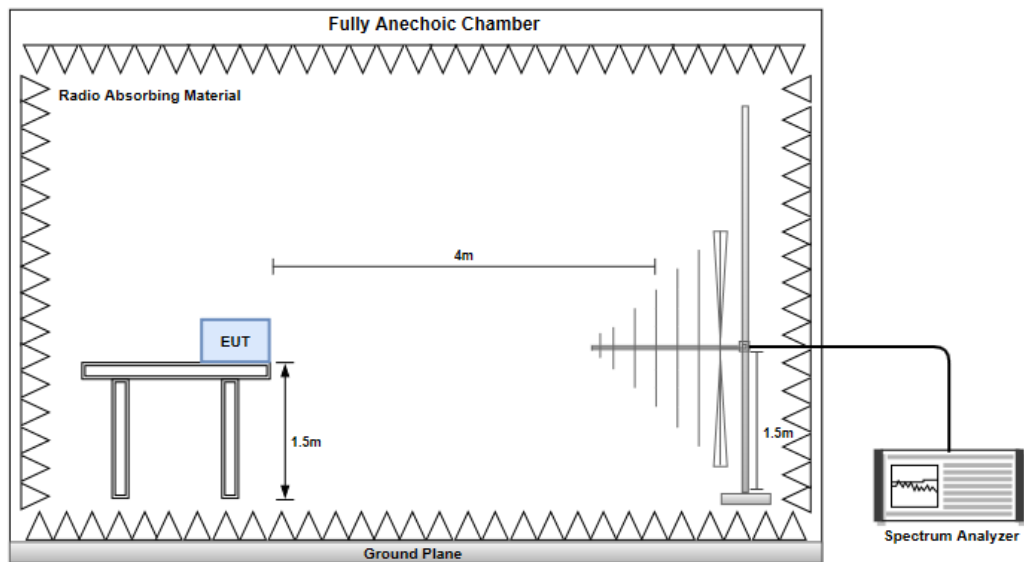 Fully Anechoic Chamber
Radio Absorbing Material
4m
EUT
1.5m
1.5m
Ground Plane
Spectrum Analyzer